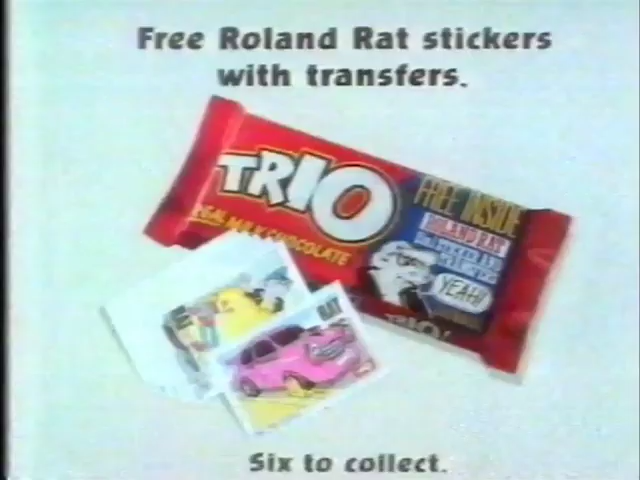 Free Roland Rat stickers
with transfers.
TRIO
REAL MILK CHOCOLATE
FREE INSIDE
ROLAND RAT
YEAH!
TRIO!
RAT
Six to collect.